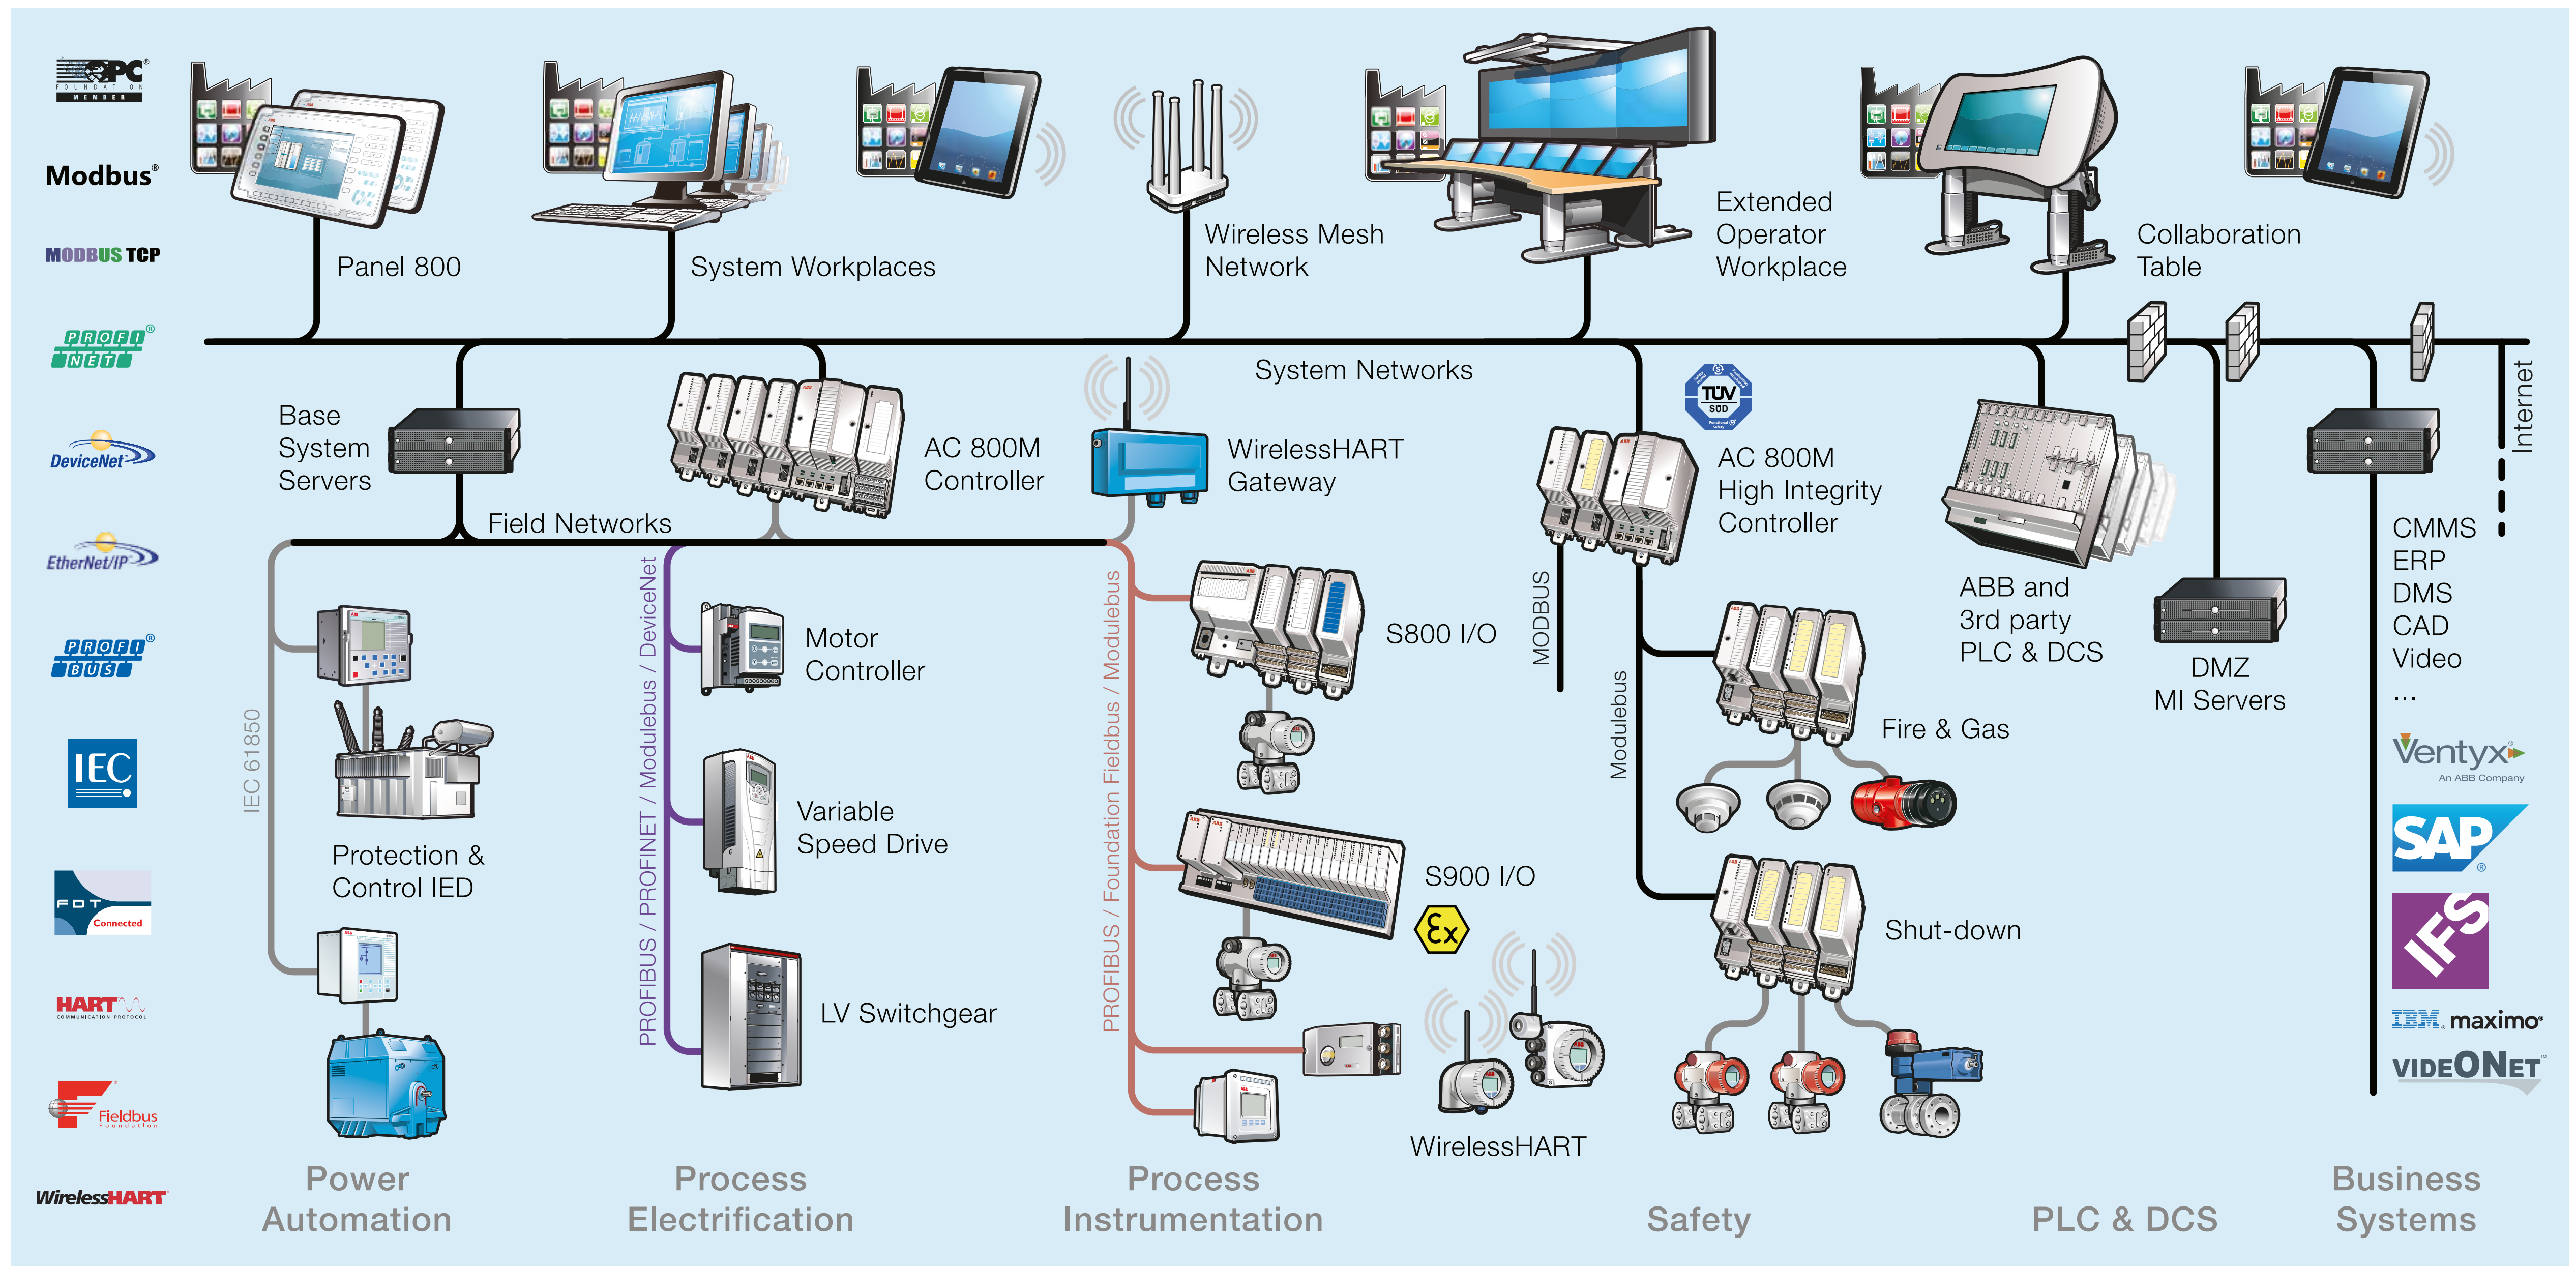 OPC
FOUNDATION
MEMBER
Modbus®
MODBUS TCP
PROFI®
NET
DeviceNet™
EtherNet/IP™
PROFI®
BUS
IEC
FDT
Connected
HART
COMMUNICATION PROTOCOL
Fieldbus
Foundation
WirelessHART
Panel 800
System Workplaces
Wireless Mesh
Network
Extended
Operator
Workplace
Collaboration
Table
System Networks
Internet
Base
System
Servers
AC 800M
Controller
WirelessHART
Gateway
TÜV
SÜD
Functional
Safety
AC 800M
High Integrity
Controller
Field Networks
ABB and
3rd party
PLC & DCS
DMZ
MI Servers
CMMS
ERP
DMS
CAD
Video
...
IEC 61850
PROFIBUS / PROFINET / Modulebus / DeviceNet
PROFIBUS / Foundation Fieldbus / Modulebus
MODBUS
Modulebus
Motor
Controller
Variable
Speed Drive
LV Switchgear
Protection &
Control IED
S800 I/O
S900 I/O
Ex
WirelessHART
Fire & Gas
Shut-down
Ventyx®
An ABB Company
SAP®
IFS
IBM® maximo®
VIDEONET™
Power
Automation
Process
Electrification
Process
Instrumentation
Safety
PLC & DCS
Business
Systems